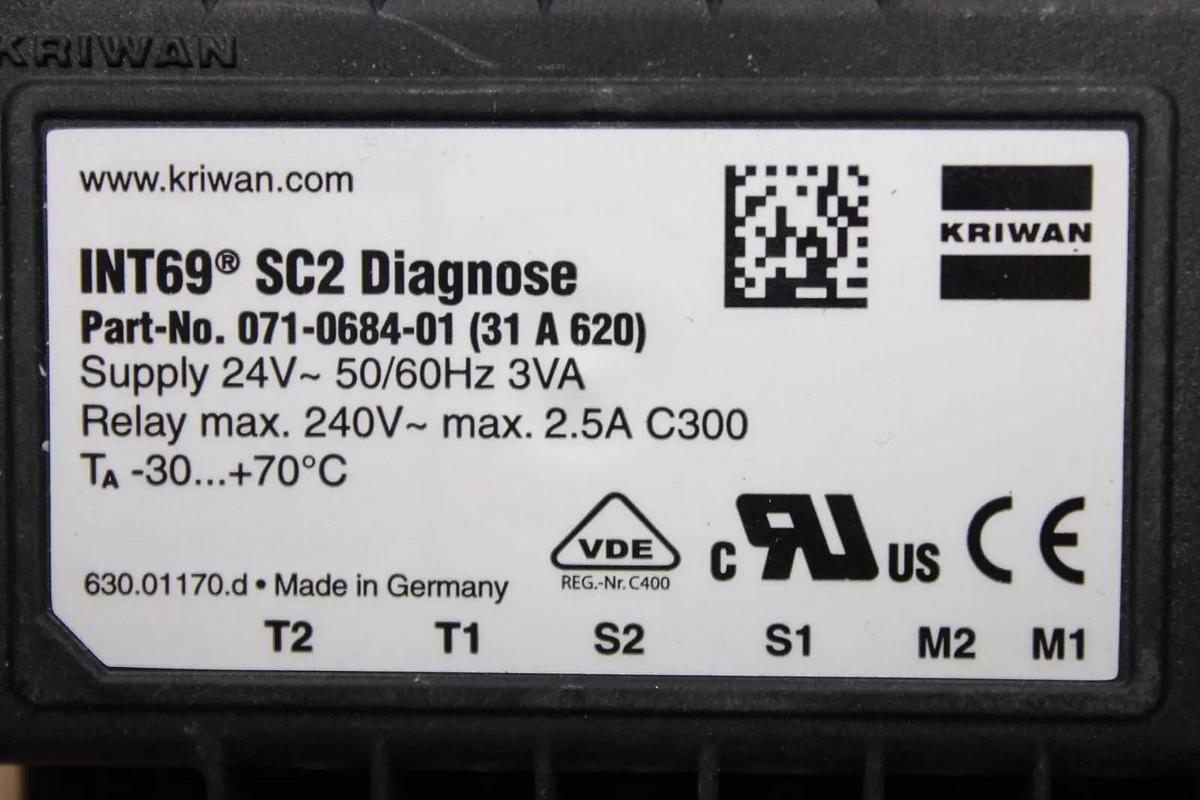 KRIWAN
www.kriwan.com
KRIWAN
INT69® SC2 Diagnose
Part-No. 071-0684-01 (31 A 620)
Supply 24V~ 50/60Hz 3VA
Relay max. 240V~ max. 2.5A C300
TA -30...+70°C
VDE
REG.-Nr. C400
c RU US CE
630.01170.d • Made in Germany
T2 T1 S2 S1 M2 M1